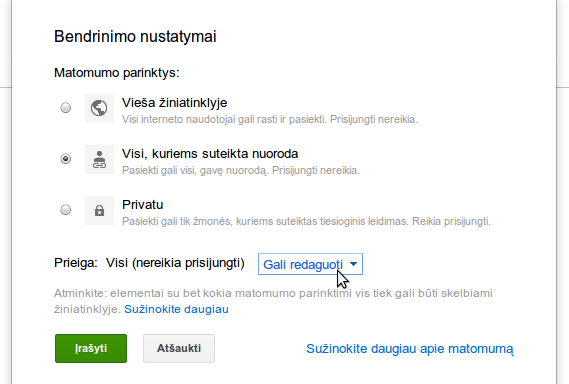 Bendrinimo nustatymai
Matomumo parinktys:
Vieša žiniatinklyje
Visi interneto naudotojai gali rasti ir pasiekti. Prisijungti nereikia.
Visi, kuriems suteikta nuoroda
Pasiekti gali visi, gavę nuorodą. Prisijungti nereikia.
Privatu
Pasiekti gali tik žmonės, kuriems suteiktas tiesioginis leidimas. Reikia prisijungti.
Prieiga: Visi (nereikia prisijungti) Gali redaguoti
Atminkite: elementai su bet kokia matomumo parinktimi vis tiek gali būti skelbiami
žiniatinklyje. Sužinokite daugiau
Įrašyti Atšaukti Sužinokite daugiau apie matomumą